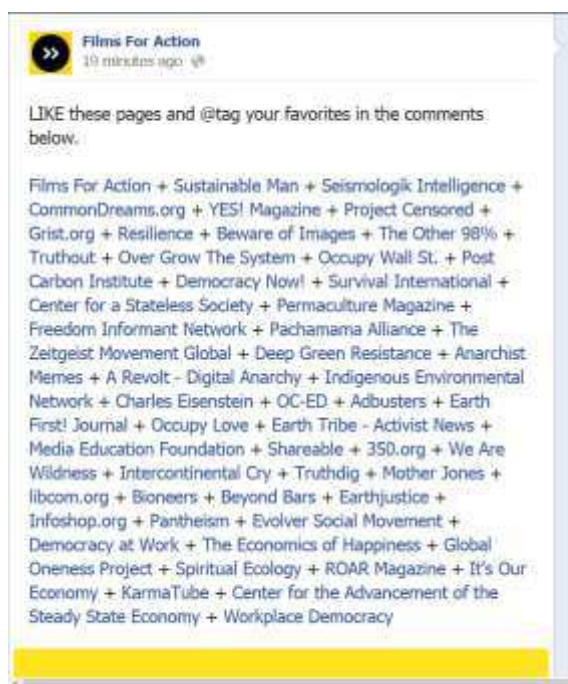 Films For Action
19 minutes ago
LIKE these pages and @tag your favorites in the comments
below.
Films For Action + Sustainable Man + Seismologik Intelligence +
CommonDreams.org + YES! Magazine + Project Censored +
Grist.org + Resilience + Beware of Images + The Other 98% +
Truthout + Over Grow The System + Occupy Wall St. + Post
Carbon Institute + Democracy Now! + Survival International +
Center for a Stateless Society + Permaculture Magazine +
Freedom Informant Network + Pachamama Alliance + The
Zeitgeist Movement Global + Deep Green Resistance + Anarchist
Memes + A Revolt - Digital Anarchy + Indigenous Environmental
Network + Charles Eisenstein + OC-ED + Adbusters + Earth
First! Journal + Occupy Love + Earth Tribe - Activist News +
Media Education Foundation + Shareable + 350.org + We Are
Wildness + Intercontinental Cry + Truthdig + Mother Jones +
libcom.org + Bioneers + Beyond Bars + Earthjustice +
Infoshop.org + Pantheism + Evolver Social Movement +
Democracy at Work + The Economics of Happiness + Global
Oneness Project + Spiritual Ecology + ROAR Magazine + It's Our
Economy + KarmaTube + Center for the Advancement of the
Steady State Economy + Workplace Democracy